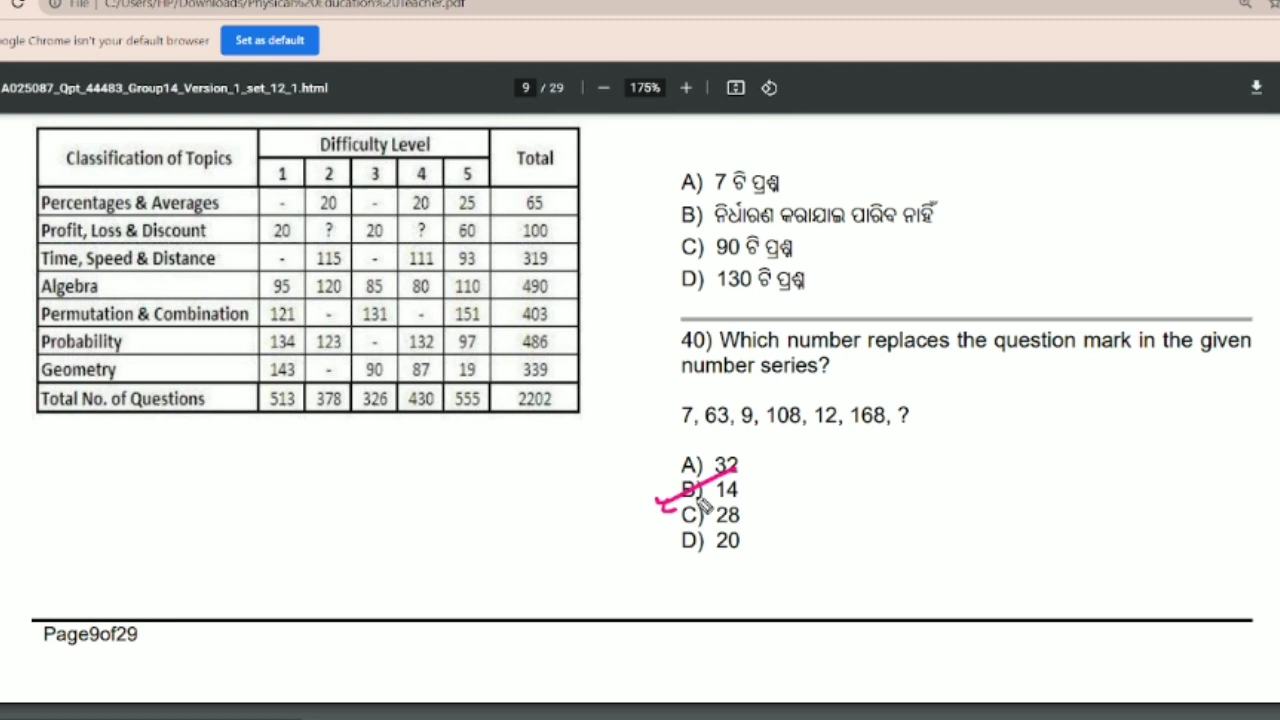 File | C:/Users/HP/Downloads/Physical%20Education%20Teacher.pdf
ogle Chrome isn't your default browser Set as default
A025087_Qpt_44483_Group14_Version_1_set_12_1.html 9 / 29 | − 175% + |
Classification of Topics Difficulty Level Total
1 2 3 4 5
Percentages & Averages - 20 - 20 25 65
Profit, Loss & Discount 20 ? 20 ? 60 100
Time, Speed & Distance - 115 - 111 93 319
Algebra 95 120 85 80 110 490
Permutation & Combination 121 - 131 - 151 403
Probability 134 123 - 132 97 486
Geometry 143 - 90 87 19 339
Total No. of Questions 513 378 326 430 555 2202
A) 7 ଟି ପ୍ରଶ୍ନ
B) ନିର୍ଧାରଣ କରାଯାଇ ପାରିବ ନାହିଁ
C) 90 ଟି ପ୍ରଶ୍ନ
D) 130 ଟି ପ୍ରଶ୍ନ
40) Which number replaces the question mark in the given
number series?
7, 63, 9, 108, 12, 168, ?
A) 32
B) 14
C) 28
D) 20
Page9of29